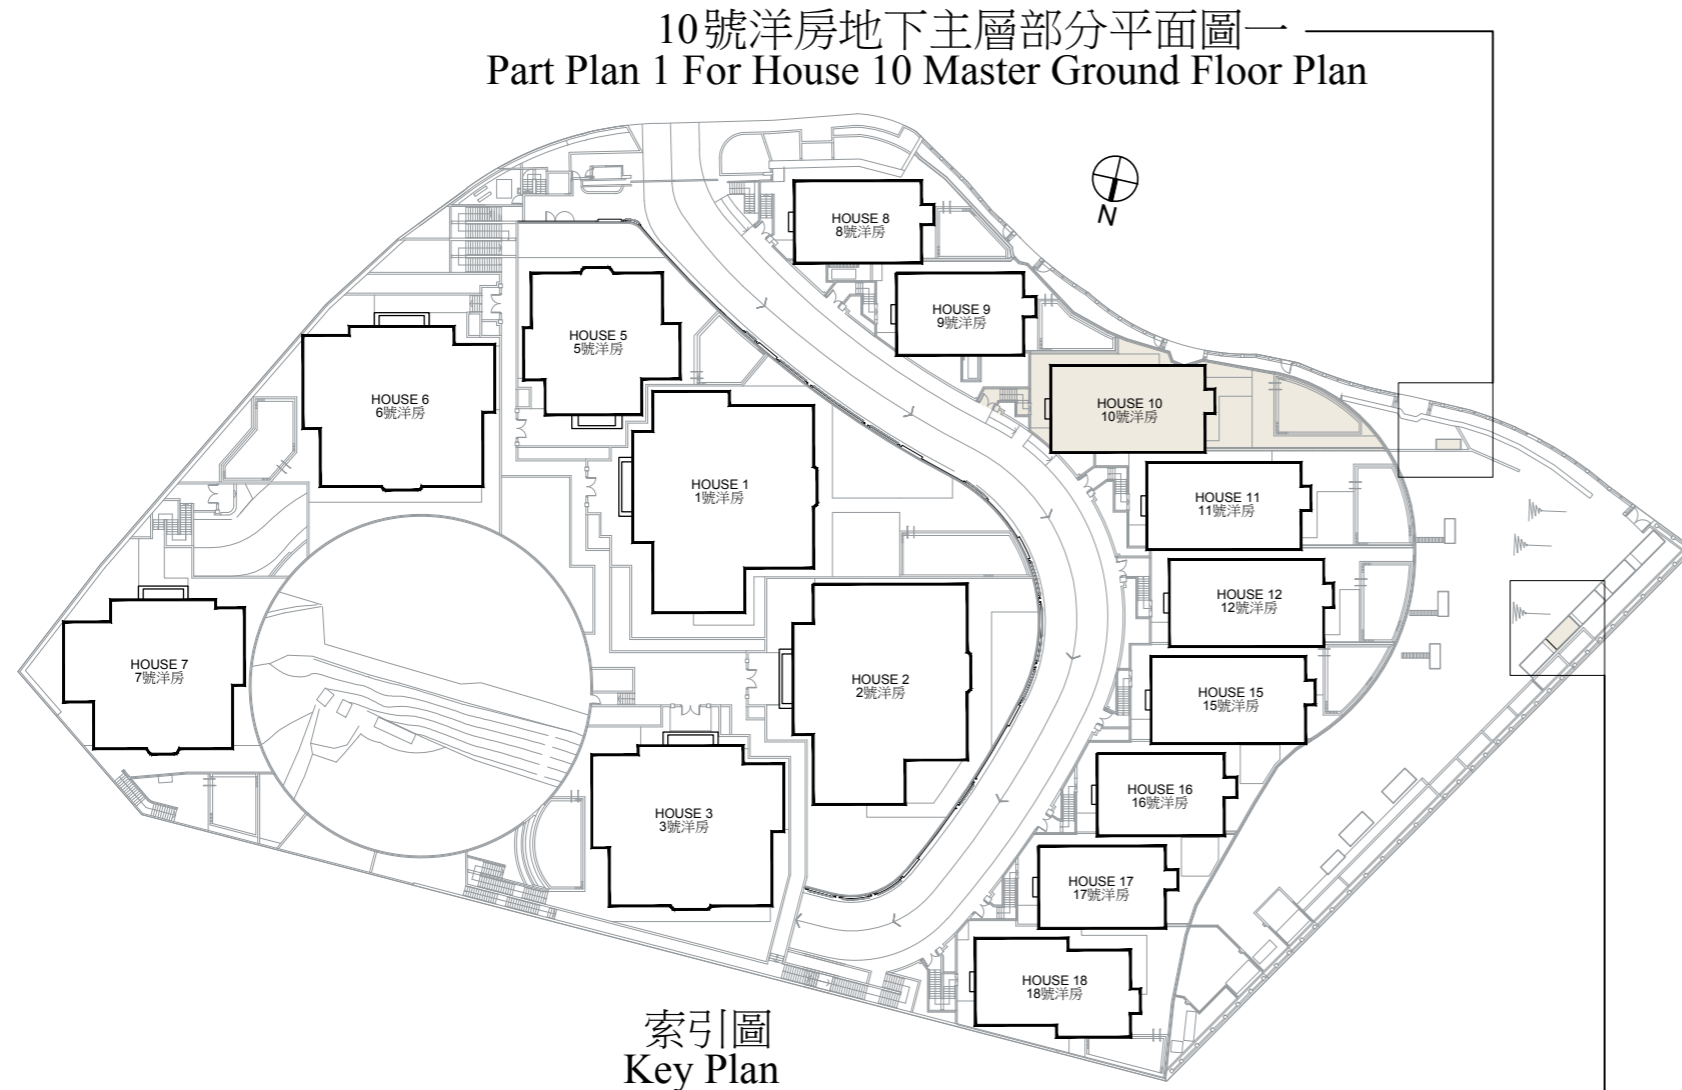 10號洋房地下主層部分平面圖一
Part Plan 1 For House 10 Master Ground Floor Plan
N
HOUSE 8
8號洋房
HOUSE 9
9號洋房
HOUSE 5
5號洋房
HOUSE 6
6號洋房
HOUSE 10
10號洋房
HOUSE 1
1號洋房
HOUSE 11
11號洋房
HOUSE 12
12號洋房
HOUSE 7
7號洋房
HOUSE 2
2號洋房
HOUSE 15
15號洋房
HOUSE 16
16號洋房
HOUSE 3
3號洋房
HOUSE 17
17號洋房
HOUSE 18
18號洋房
索引圖
Key Plan